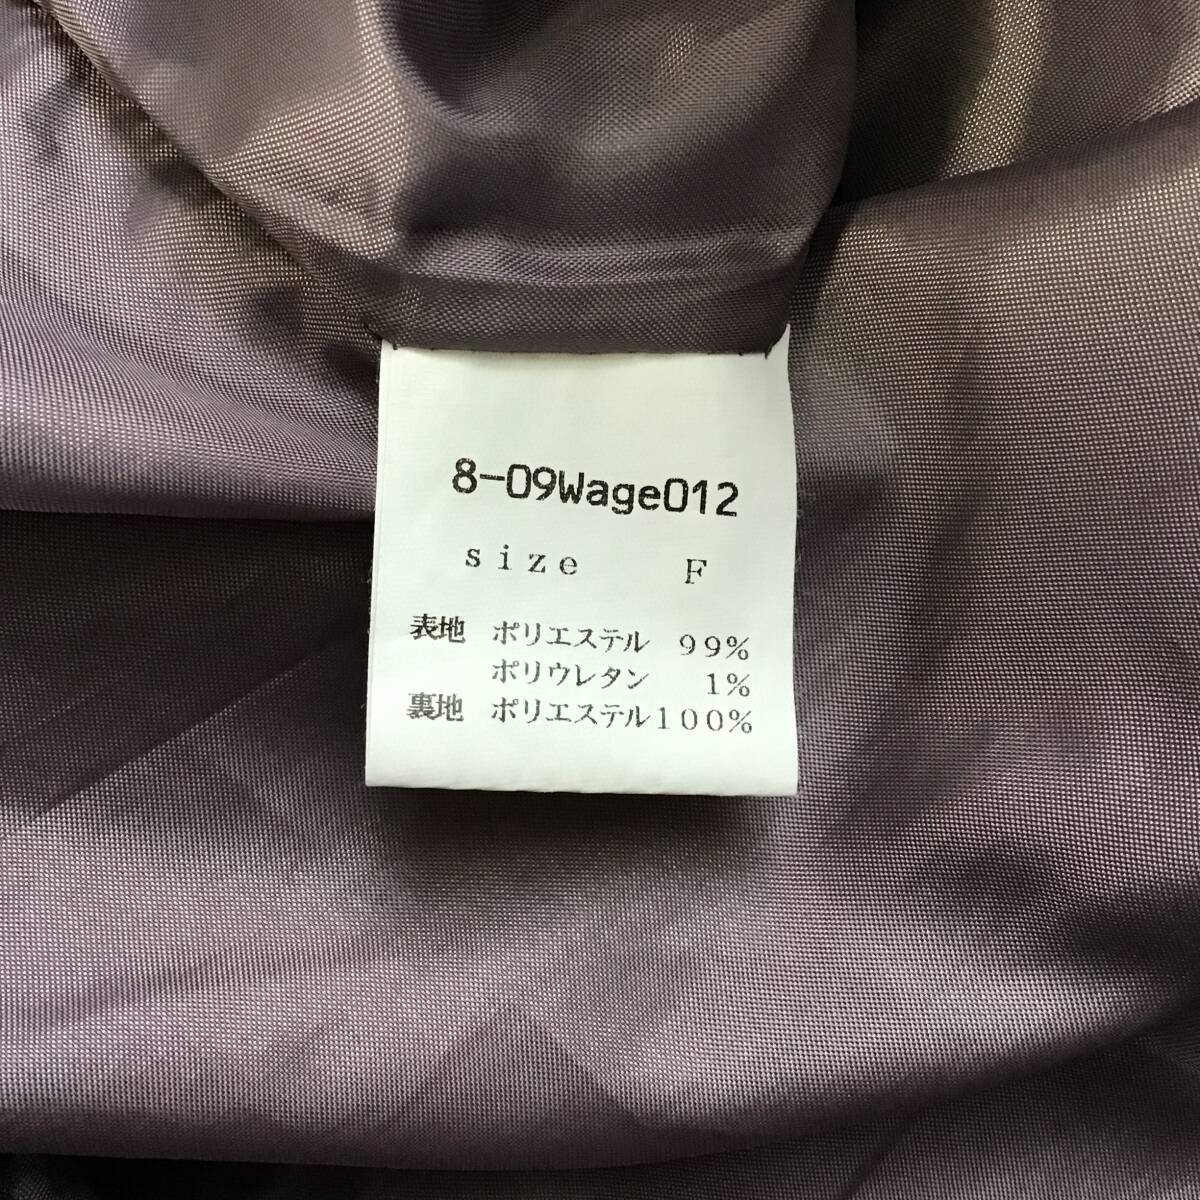 8-09Wage012
size F
表地 ポリエステル 99%
ポリウレタン 1%
裏地 ポリエステル100%